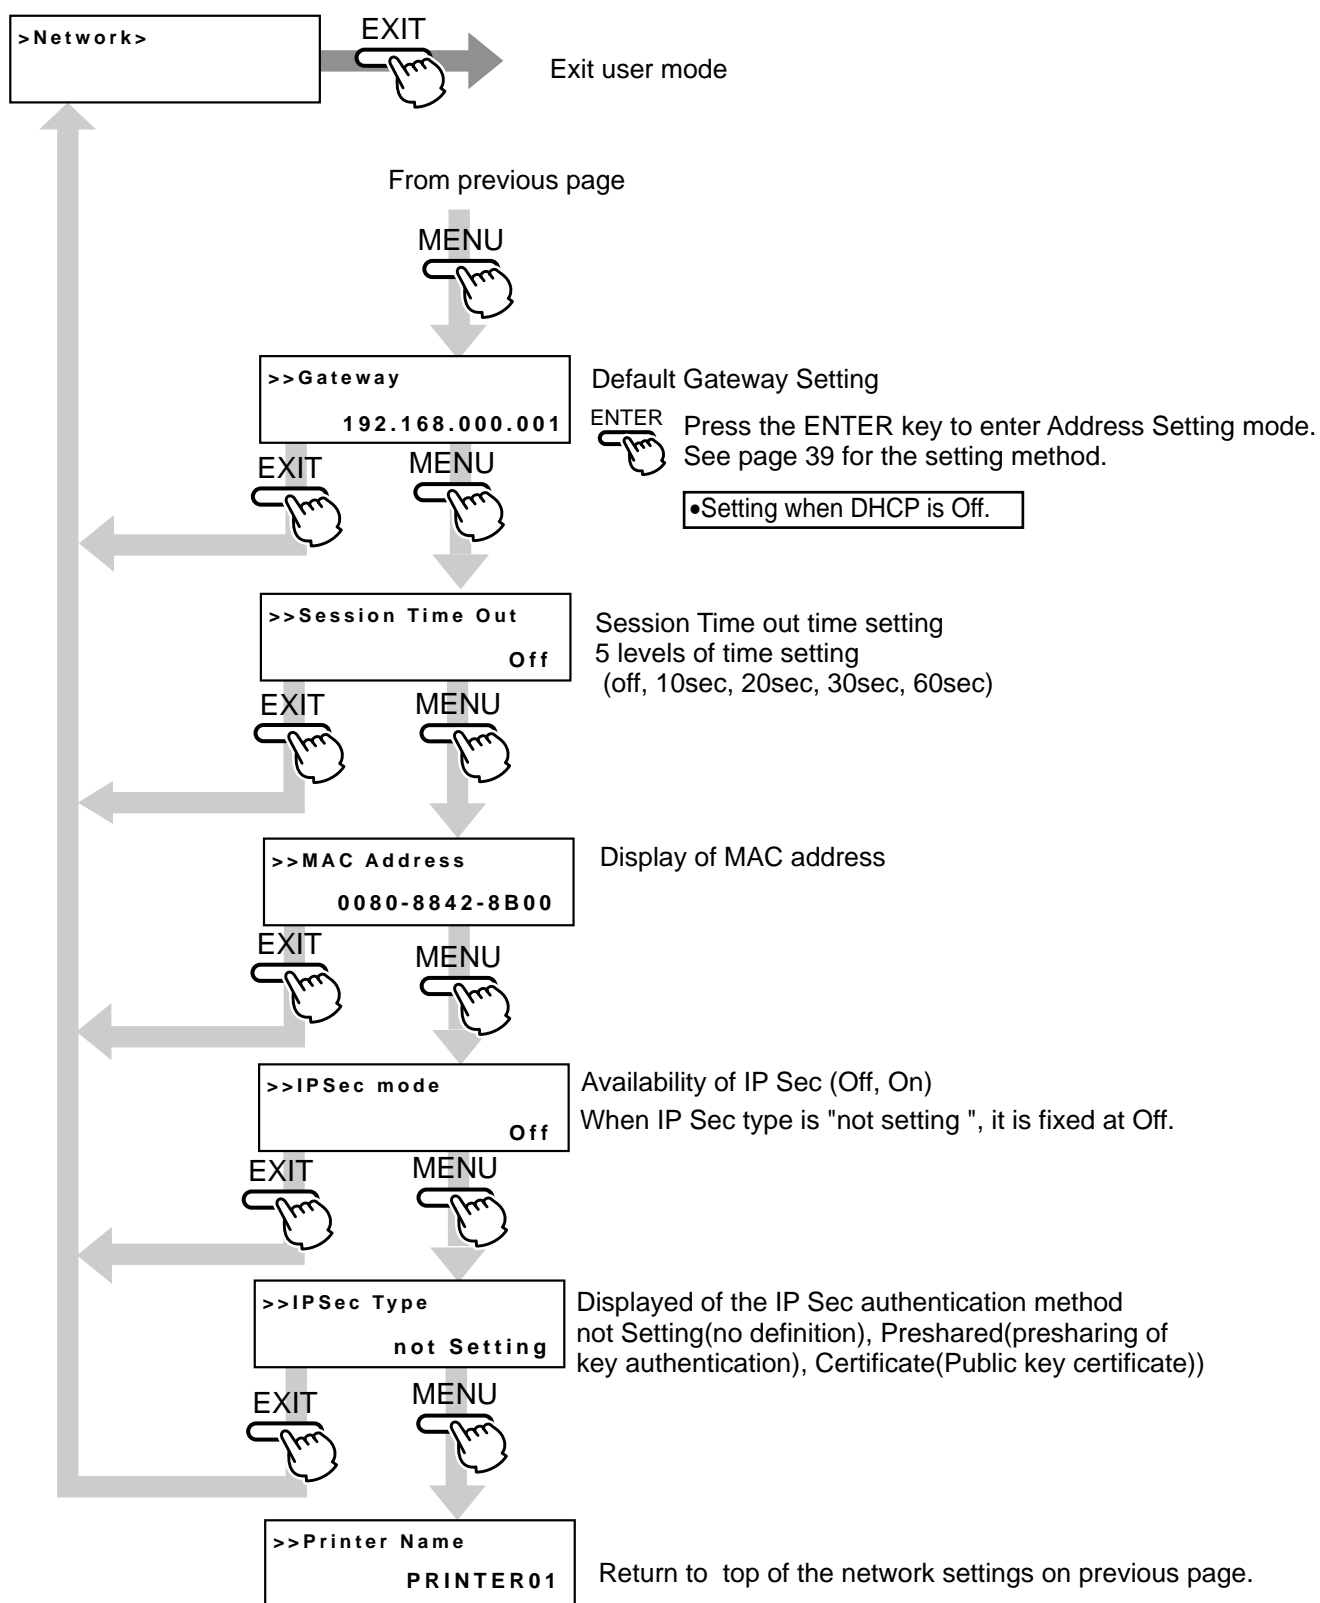 >Network>
EXIT
Exit user mode
From previous page
MENU
>>Gateway
192.168.000.001
Default Gateway Setting
ENTER
Press the ENTER key to enter Address Setting mode.
See page 39 for the setting method.
•Setting when DHCP is Off.
EXIT
MENU
>>Session Time Out
Off
Session Time out time setting
5 levels of time setting
(off, 10sec, 20sec, 30sec, 60sec)
EXIT
MENU
>>MAC Address
0080-8842-8B00
Display of MAC address
EXIT
MENU
>>IPSec mode
Off
Availability of IP Sec (Off, On)
When IP Sec type is "not setting ", it is fixed at Off.
EXIT
MENU
>>IPSec Type
not Setting
Displayed of the IP Sec authentication method
not Setting(no definition), Preshared(presharing of
key authentication), Certificate(Public key certificate))
EXIT
MENU
>>Printer Name
PRINTER01
Return to  top of the network settings on previous page.